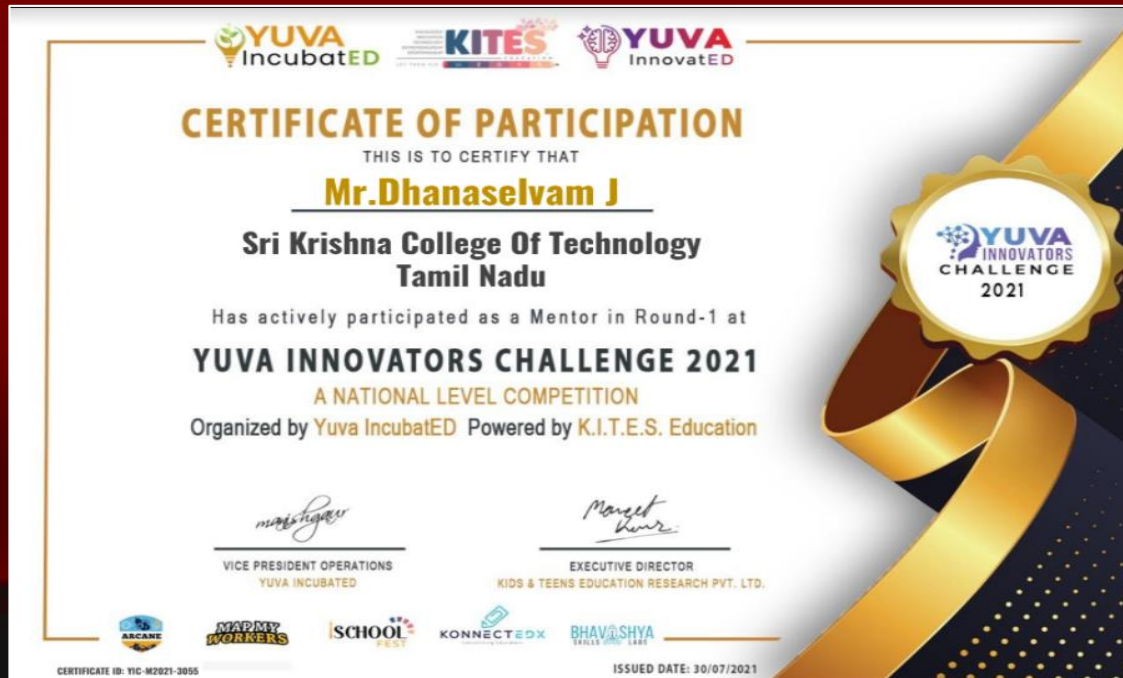 YUVA
IncubatED
KITES
EDUCATION
YUVA
InnovatED
CERTIFICATE OF PARTICIPATION
THIS IS TO CERTIFY THAT
Mr.Dhanaselvam J
Sri Krishna College Of Technology
Tamil Nadu
Has actively participated as a Mentor in Round-1 at
YUVA INNOVATORS CHALLENGE 2021
A NATIONAL LEVEL COMPETITION
Organized by Yuva IncubatED Powered by K.I.T.E.S. Education
YUVA
INNOVATORS
CHALLENGE
2021
manishgaur
VICE PRESIDENT OPERATIONS
YUVA INCUBATED
EXECUTIVE DIRECTOR
KIDS & TEENS EDUCATION RESEARCH PVT. LTD.
ARCANE
MAP MY
WORKERS
iSCHOOL
FEST
KONNECTEDX
BHAVISHYA
SKILLS LABS
CERTIFICATE ID: YIC-M2021-3055
ISSUED DATE: 30/07/2021